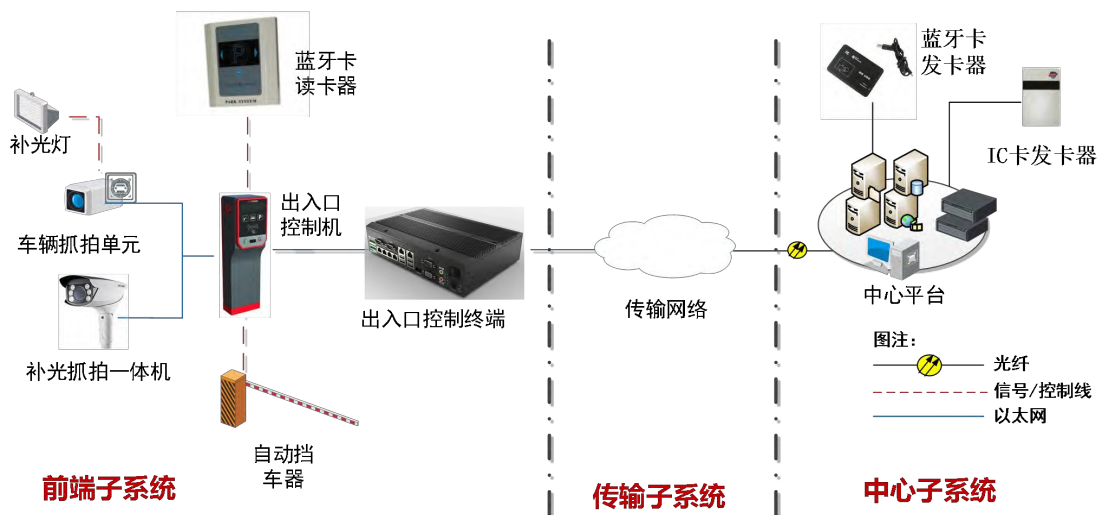 蓝牙卡
读卡器
PARK SYSTEM
补光灯
车辆抓拍单元
补光抓拍一体机
出入口
控制机
出入口控制终端
自动挡
车器
前端子系统
传输网络
传输子系统
蓝牙卡
发卡器
IC卡发卡器
中心平台
图注：
光纤
信号/控制线
以太网
中心子系统